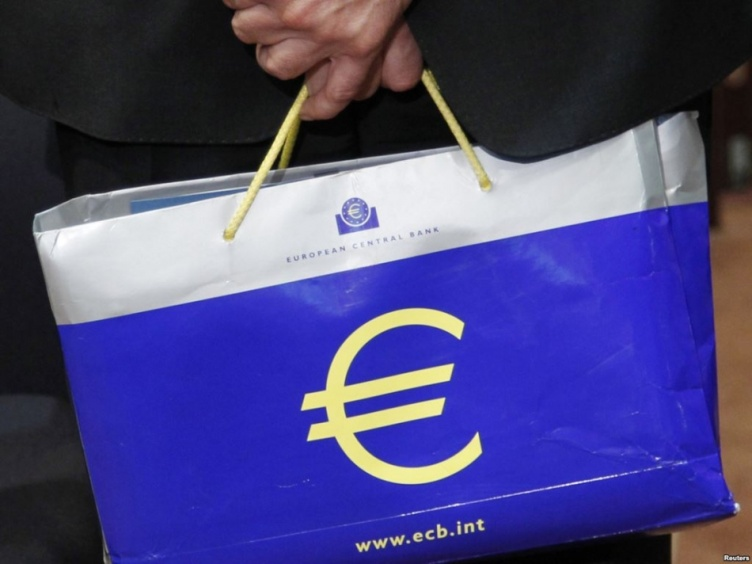 EUROPEAN CENTRAL BANK
€
www.ecb.int
Reuters